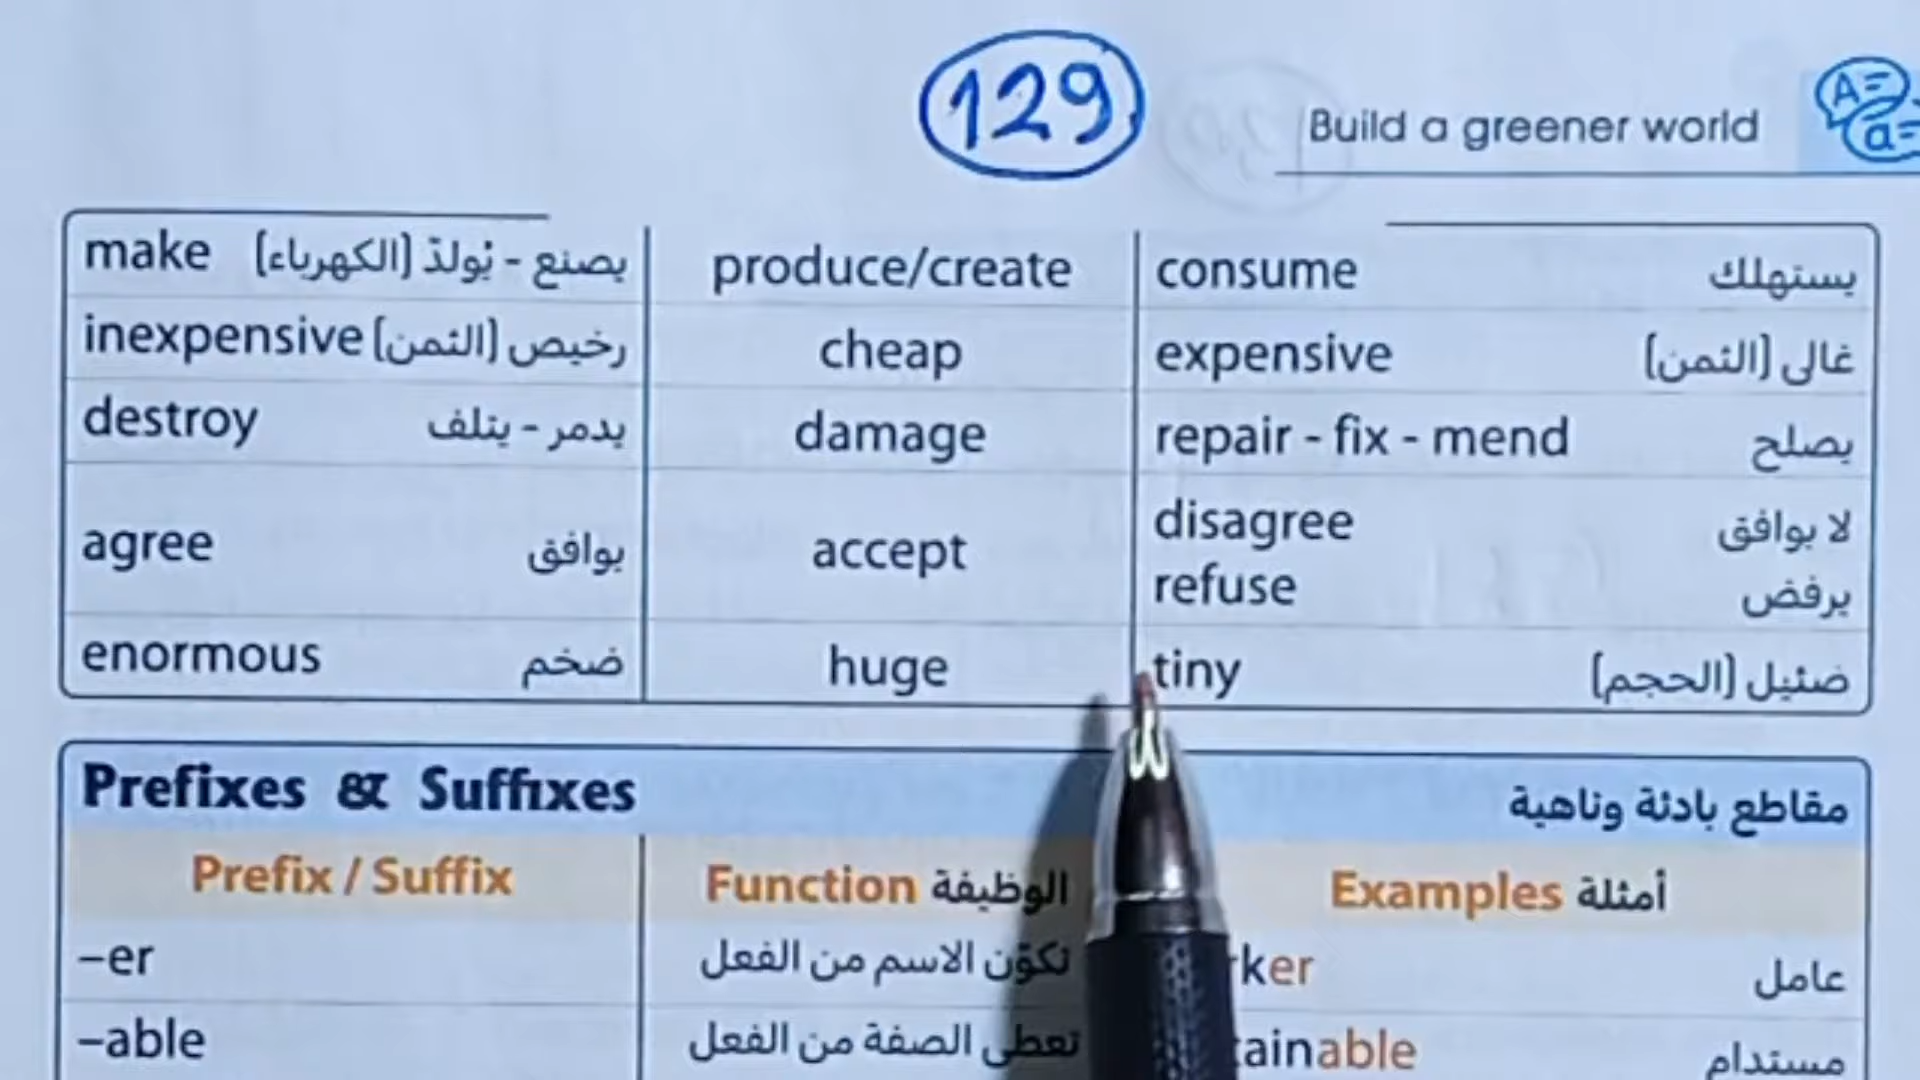 129
Build a greener world
A=
a=
make يصنع - يُولدّ (الكهرباء) produce/create consume يستهلك
inexpensive رخيص (الثمن) cheap expensive غالى (الثمن)
destroy يدمر - يتلف damage repair - fix - mend يصلح
agree يوافق accept disagree لا يوافق
refuse يرفض
enormous ضخم huge tiny ضئيل (الحجم)
Prefixes & Suffixes مقاطع بادئة وناهية
Prefix / Suffix Function الوظيفة Examples أمثلة
–er تكوّن الاسم من الفعل ker عامل
–able تعطى الصفة من الفعل tainable مستدام